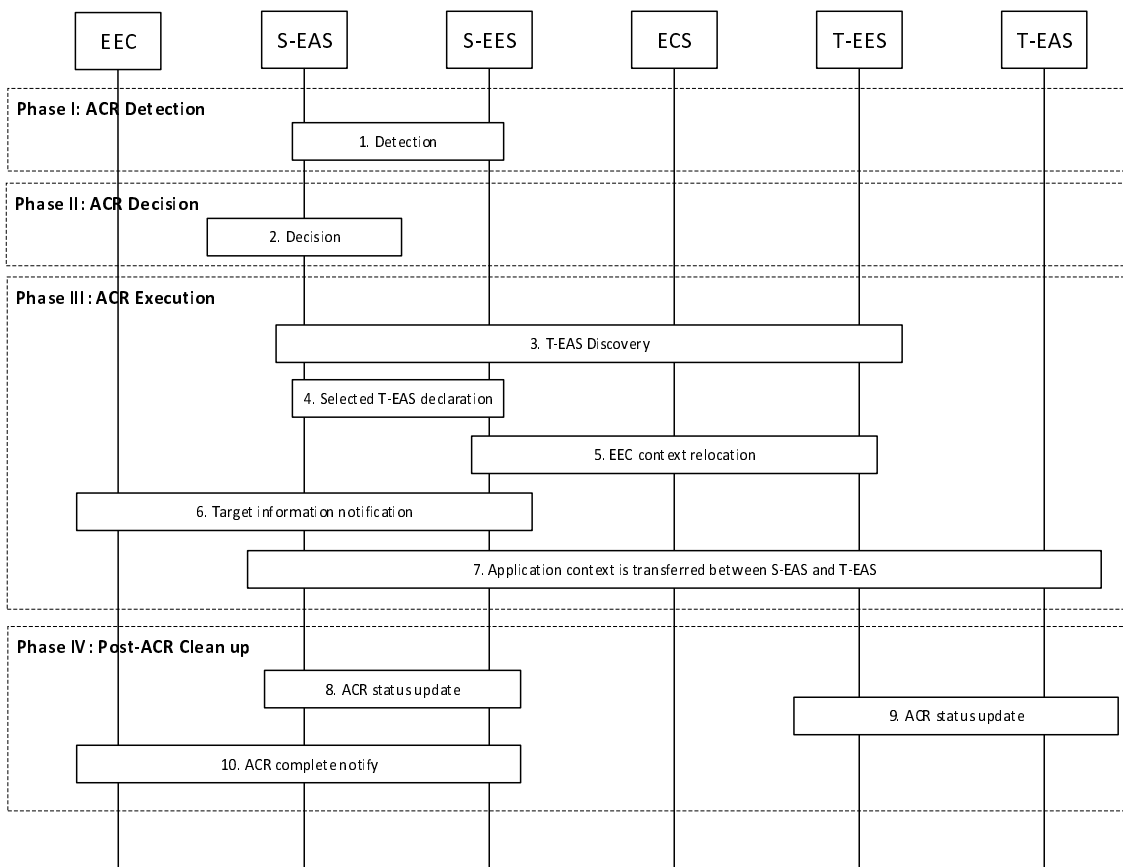 EEC
S-EAS
S-EES
ECS
T-EES
T-EAS
Phase I: ACR Detection
1. Detection
Phase II: ACR Decision
2. Decision
Phase III: ACR Execution
3. T-EAS Discovery
4. Selected T-EAS declaration
5. EEC context relocation
6. Target information notification
7. Application context is transferred between S-EAS and T-EAS
Phase IV: Post-ACR Clean up
8. ACR status update
9. ACR status update
10. ACR complete notify